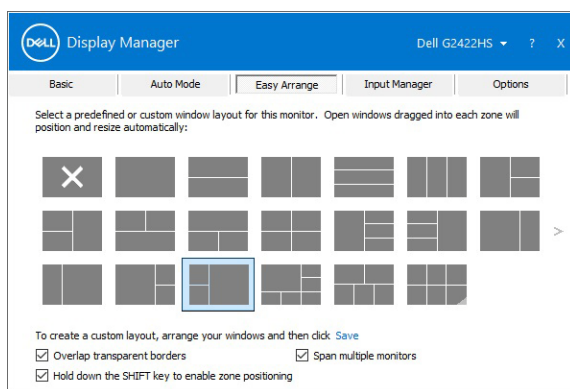 DELL Display Manager
Dell G2422HS ? X
Basic Auto Mode Easy Arrange Input Manager Options
Select a predefined or custom window layout for this monitor. Open windows dragged into each zone will
position and resize automatically:
>
To create a custom layout, arrange your windows and then click Save
Overlap transparent borders Span multiple monitors
Hold down the SHIFT key to enable zone positioning